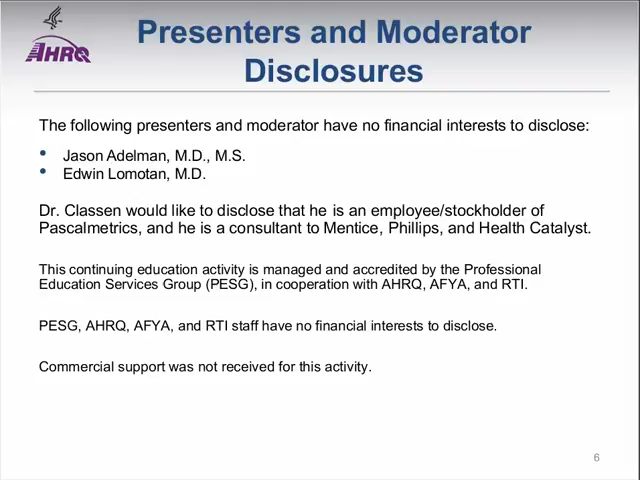 AHRQ
Presenters and Moderator
Disclosures
The following presenters and moderator have no financial interests to disclose:
• Jason Adelman, M.D., M.S.
• Edwin Lomotan, M.D.
Dr. Classen would like to disclose that he is an employee/stockholder of
Pascalmetrics, and he is a consultant to Mentice, Phillips, and Health Catalyst.
This continuing education activity is managed and accredited by the Professional
Education Services Group (PESG), in cooperation with AHRQ, AFYA, and RTI.
PESG, AHRQ, AFYA, and RTI staff have no financial interests to disclose.
Commercial support was not received for this activity.
6